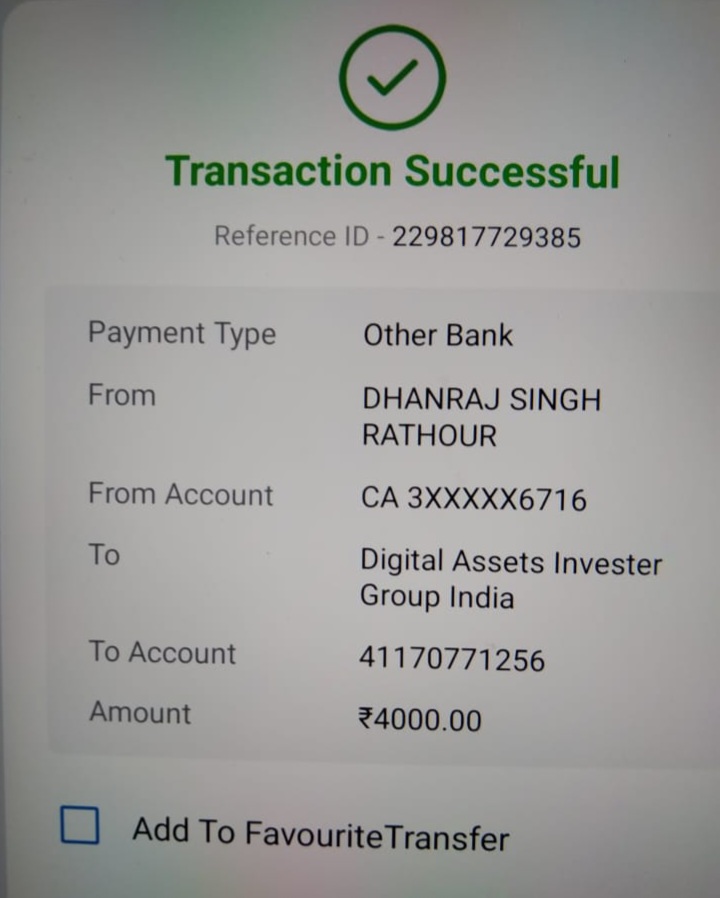 Transaction Successful
Reference ID - 229817729385
Payment Type Other Bank
From DHANRAJ SINGH
RATHOUR
From Account CA 3XXXXX6716
To Digital Assets Invester
Group India
To Account 41170771256
Amount ₹4000.00
Add To FavouriteTransfer